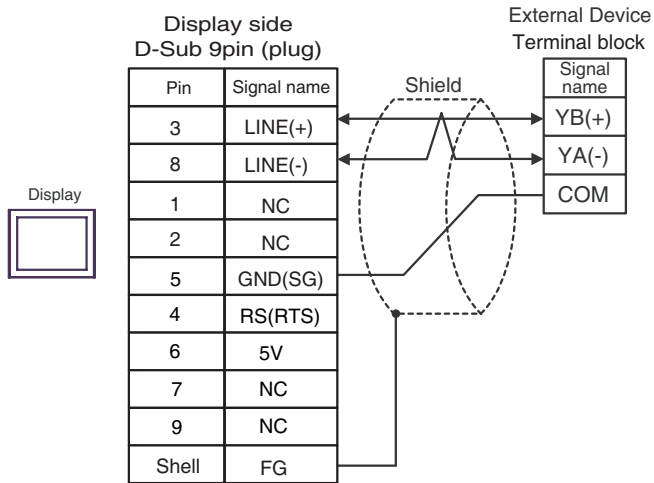 Display side
D-Sub 9pin (plug)
External Device
Terminal block
Pin Signal name
Shield
Signal
name
3 LINE(+)
YB(+)
8 LINE(-)
YA(-)
Display
1 NC
COM
2 NC
5 GND(SG)
4 RS(RTS)
6 5V
7 NC
9 NC
Shell FG